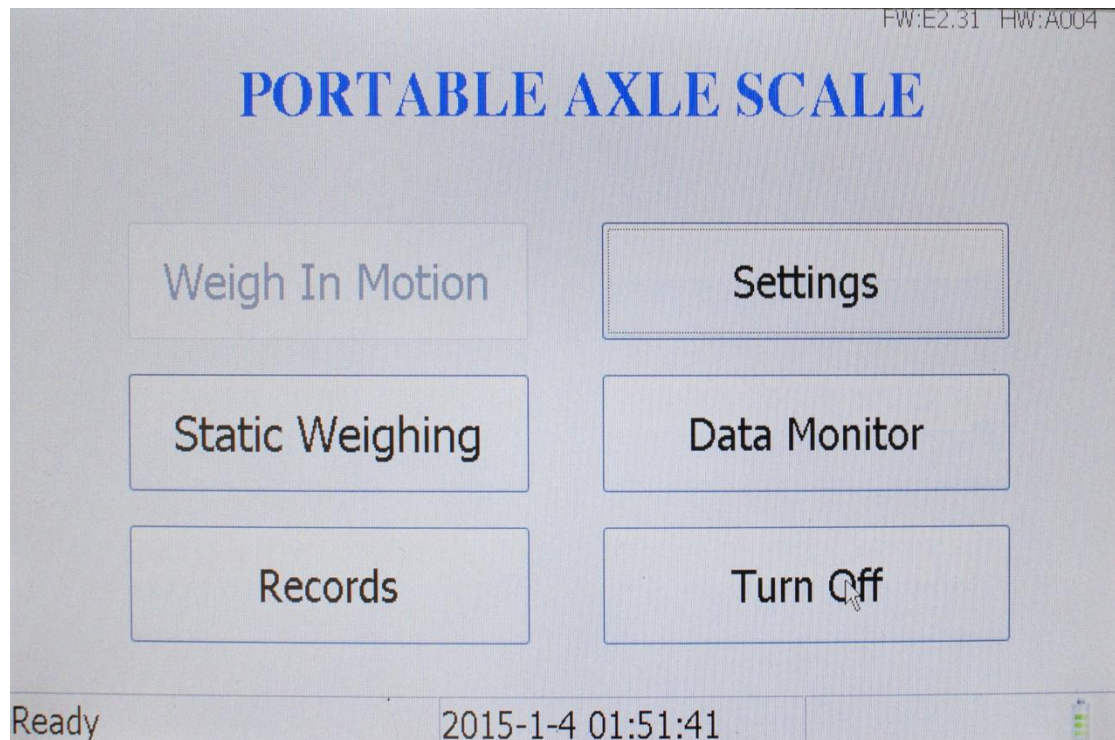 FW:E2.31 HW:A004
PORTABLE AXLE SCALE
Weigh In Motion
Settings
Static Weighing
Data Monitor
Records
Turn Off
Ready
2015-1-4 01:51:41